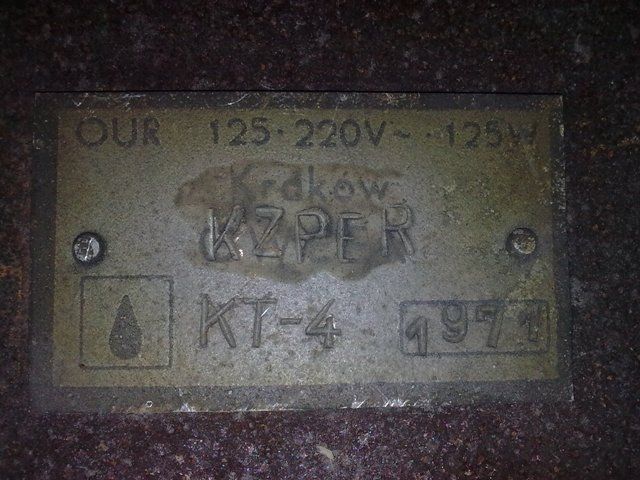 OUR 125·220V~ ·125W
Kraków
KZPER
KT-4 1971